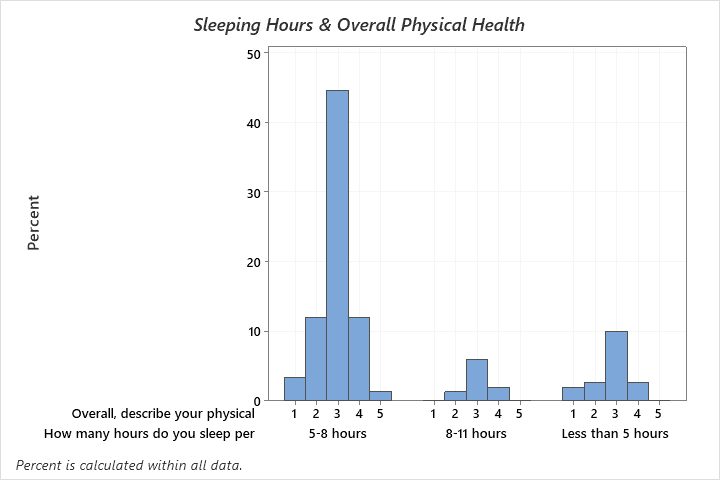 Sleeping Hours & Overall Physical Health
Percent
50
40
30
20
10
0
Overall, describe your physical 1 2 3 4 5 1 2 3 4 5 1 2 3 4 5
How many hours do you sleep per 5-8 hours 8-11 hours Less than 5 hours
Percent is calculated within all data.